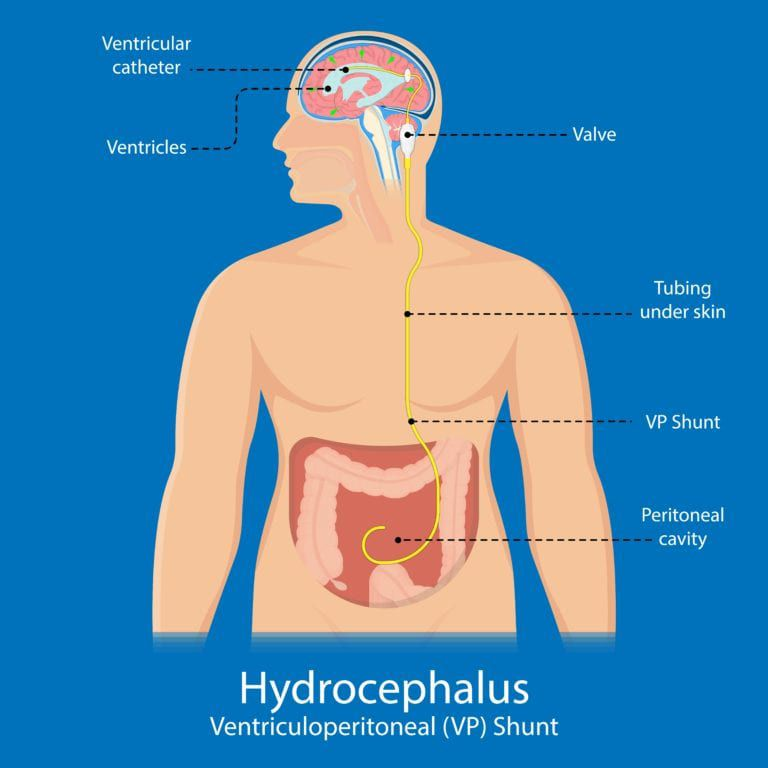 Ventricular
catheter
Ventricles
Valve
Tubing
under skin
VP Shunt
Peritoneal
cavity
Hydrocephalus
Ventriculoperitoneal (VP) Shunt